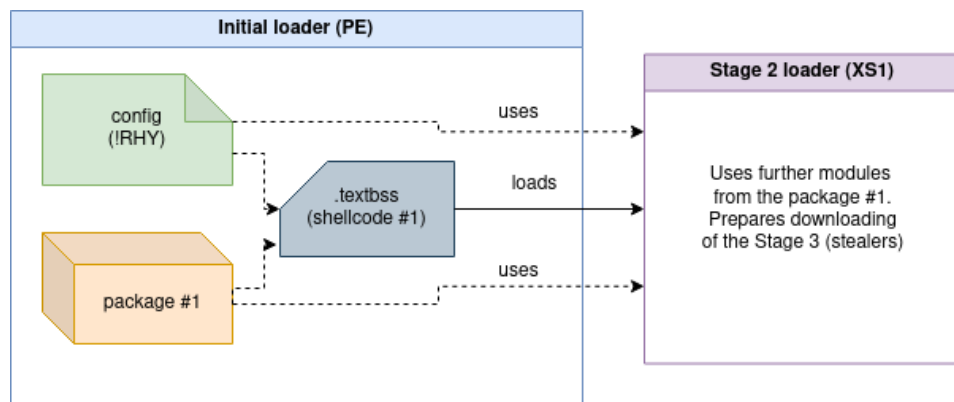 Initial loader (PE)
Stage 2 loader (XS1)
config
(!RHY)
uses
.textbss
(shellcode #1)
loads
Uses further modules
from the package #1.
Prepares downloading
of the Stage 3 (stealers)
package #1
uses